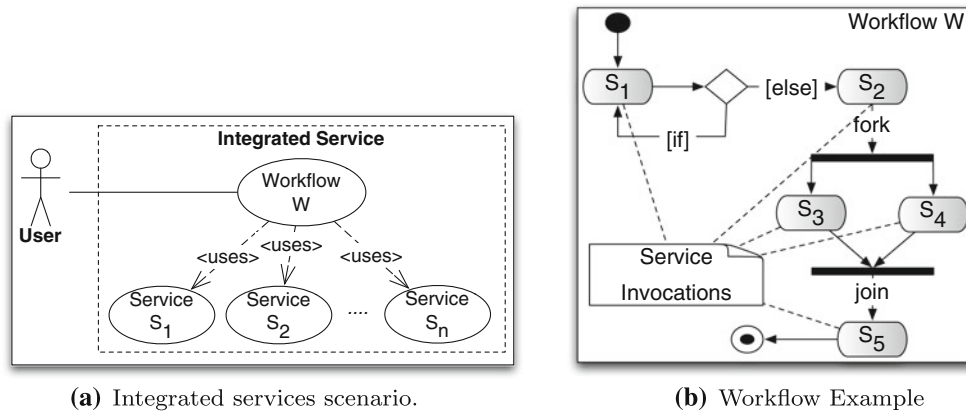 Integrated Service
Workflow
W
User
<uses>
<uses>
<uses>
Service
S1
Service
S2
....
Service
Sn
(a) Integrated services scenario.
Workflow W
S1
[else]
S2
[if]
fork
S3
S4
Service
Invocations
join
S5
(b) Workflow Example